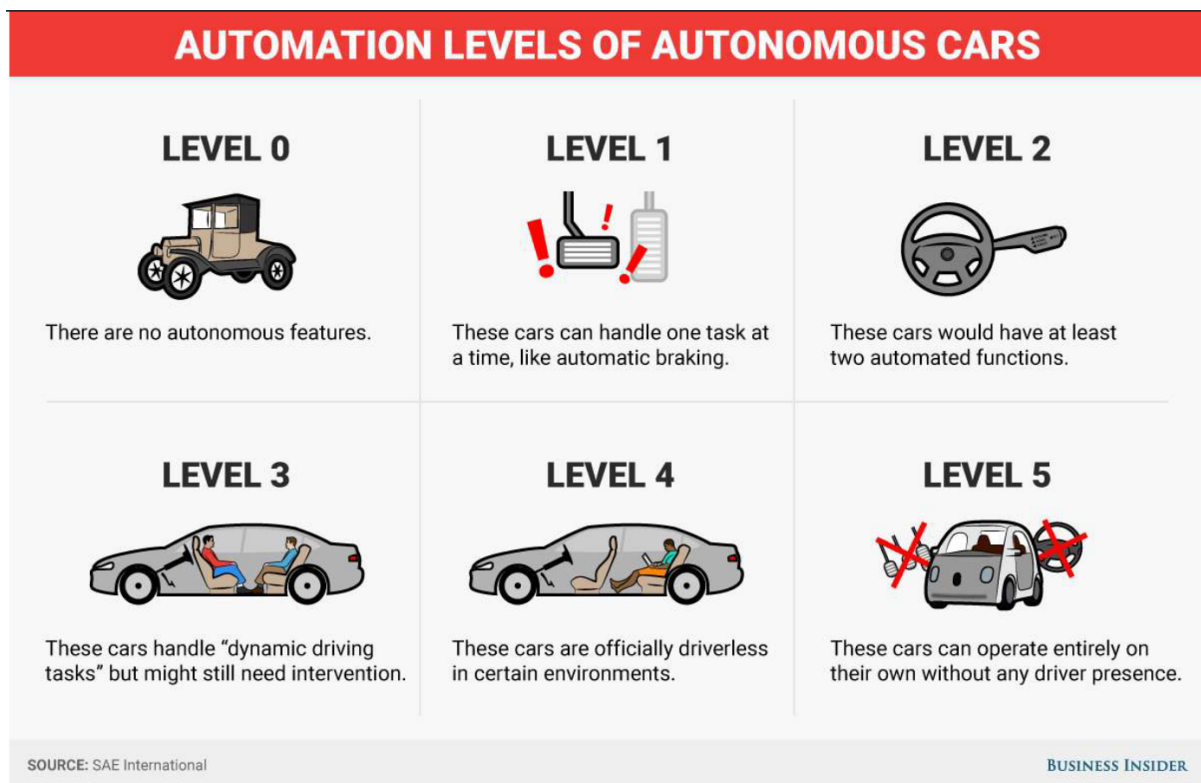 AUTOMATION LEVELS OF AUTONOMOUS CARS
LEVEL 0
There are no autonomous features.
LEVEL 1
These cars can handle one task at
a time, like automatic braking.
LEVEL 2
These cars would have at least
two automated functions.
LEVEL 3
These cars handle “dynamic driving
tasks” but might still need intervention.
LEVEL 4
These cars are officially driverless
in certain environments.
LEVEL 5
These cars can operate entirely on
their own without any driver presence.
SOURCE: SAE International
BUSINESS INSIDER